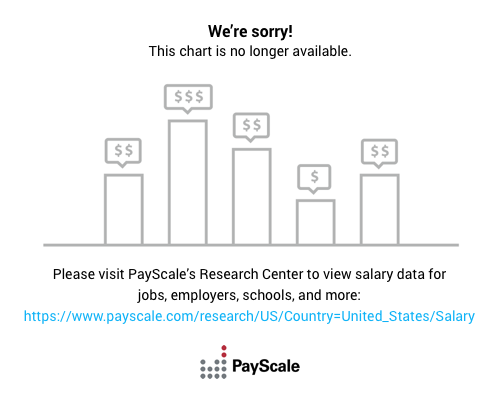 We're sorry!
This chart is no longer available.
$$$
$$
$$
$$
$
Please visit PayScale's Research Center to view salary data for
jobs, employers, schools, and more:
https://www.payscale.com/research/US/Country=United_States/Salary
PayScale